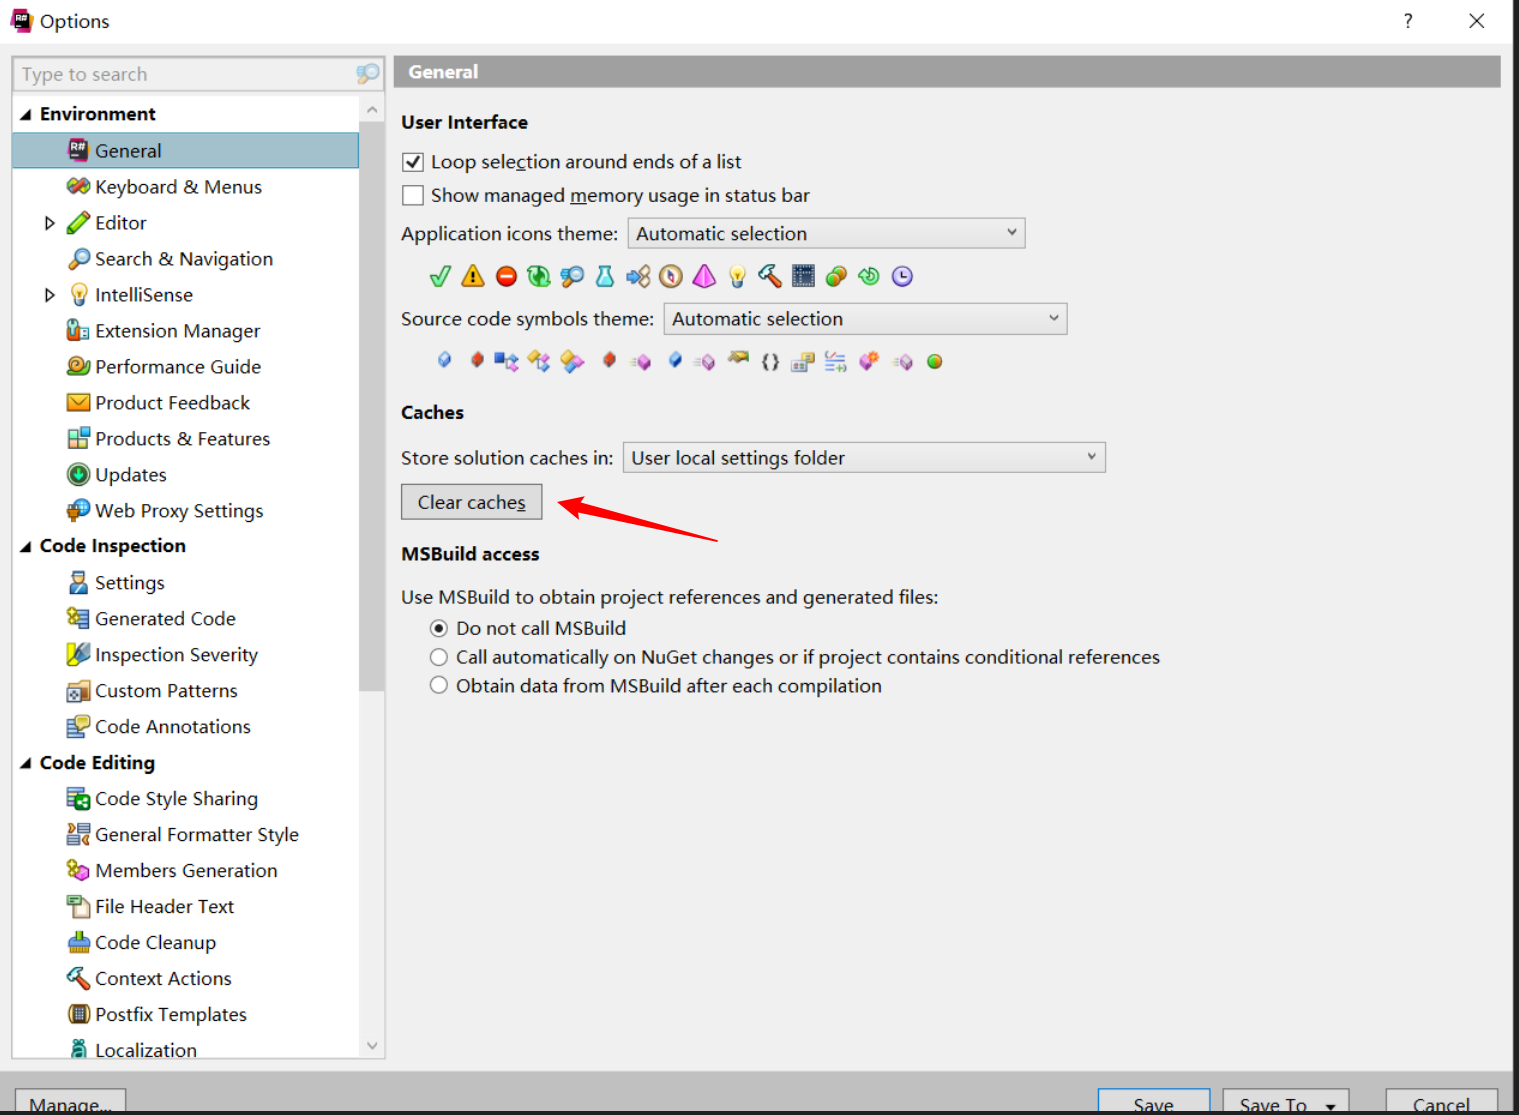 Options
?
Type to search
Environment
General
Keyboard & Menus
Editor
Search & Navigation
IntelliSense
Extension Manager
Performance Guide
Product Feedback
Products & Features
Updates
Web Proxy Settings
Code Inspection
Settings
Generated Code
Inspection Severity
Custom Patterns
Code Annotations
Code Editing
Code Style Sharing
General Formatter Style
Members Generation
File Header Text
Code Cleanup
Context Actions
Postfix Templates
Localization
General
User Interface
Loop selection around ends of a list
Show managed memory usage in status bar
Application icons theme: Automatic selection
Source code symbols theme: Automatic selection
Caches
Store solution caches in: User local settings folder
Clear caches
MSBuild access
Use MSBuild to obtain project references and generated files:
Do not call MSBuild
Call automatically on NuGet changes or if project contains conditional references
Obtain data from MSBuild after each compilation
Manage...
Save
Save To
Cancel